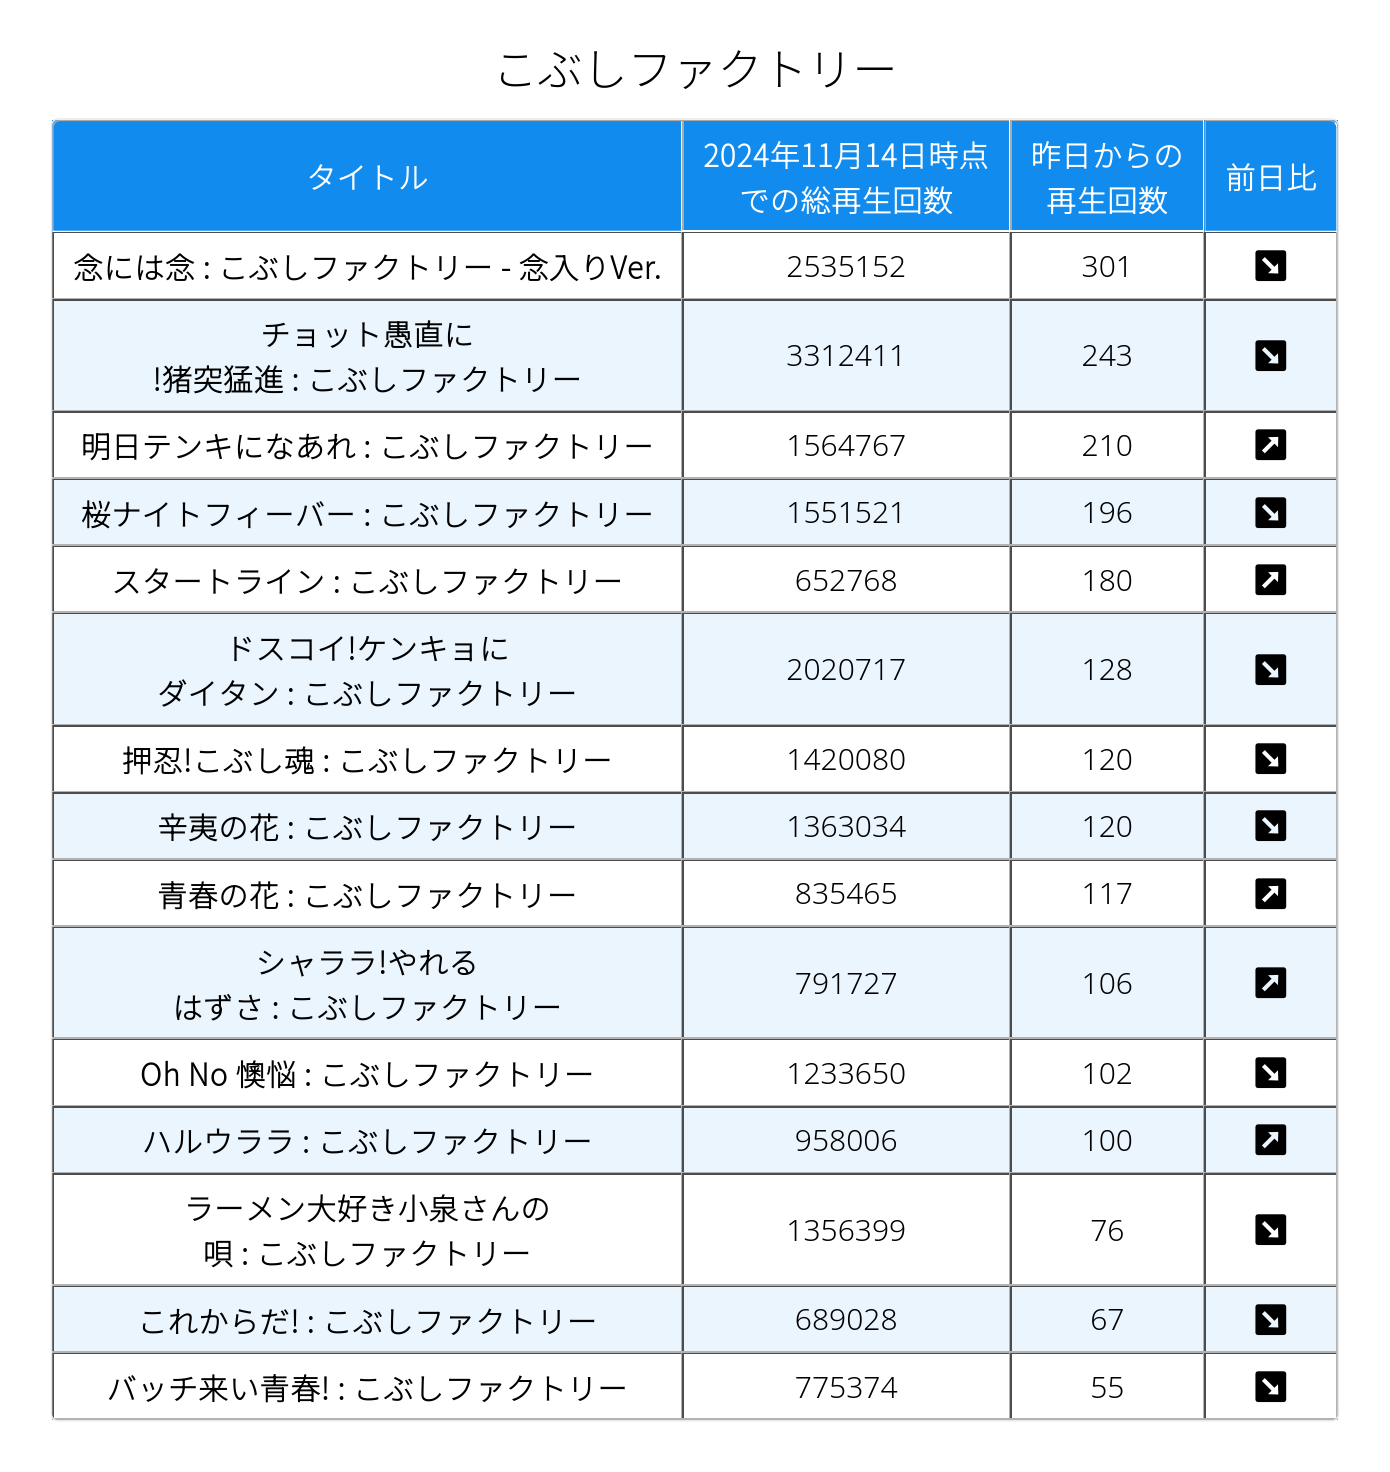 こぶしファクトリー
タイトル
2024年11月14日時点
での総再生回数
昨日からの
再生回数
前日比
念には念 : こぶしファクトリー - 念入りVer. 2535152 301
チョット愚直に
!猪突猛進 : こぶしファクトリー
3312411 243
明日テンキになあれ : こぶしファクトリー 1564767 210
桜ナイトフィーバー : こぶしファクトリー 1551521 196
スタートライン : こぶしファクトリー 652768 180
ドスコイ!ケンキョに
ダイタン : こぶしファクトリー
2020717 128
押忍!こぶし魂 : こぶしファクトリー 1420080 120
辛夷の花 : こぶしファクトリー 1363034 120
青春の花 : こぶしファクトリー 835465 117
シャララ!やれる
はずさ : こぶしファクトリー
791727 106
Oh No 懊悩 : こぶしファクトリー 1233650 102
ハルウララ : こぶしファクトリー 958006 100
ラーメン大好き小泉さんの
唄 : こぶしファクトリー
1356399 76
これからだ! : こぶしファクトリー 689028 67
バッチ来い青春! : こぶしファクトリー 775374 55